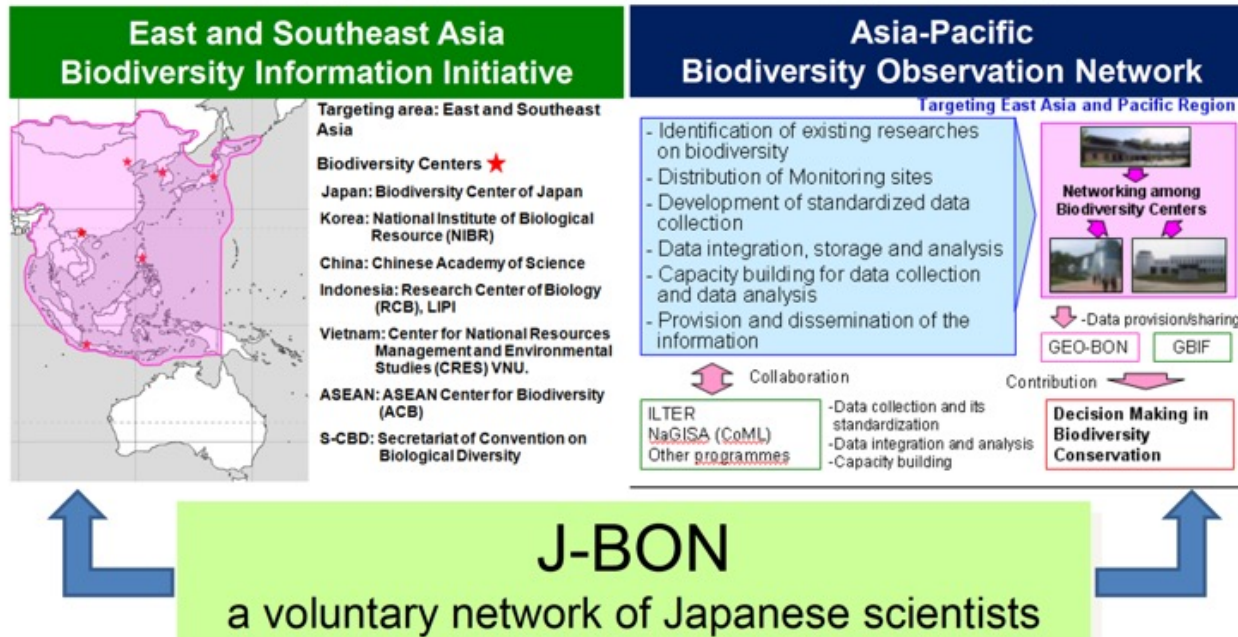 East and Southeast Asia
Biodiversity Information Initiative
Targeting area: East and Southeast
Asia
Biodiversity Centers
Japan: Biodiversity Center of Japan
Korea: National Institute of Biological
Resource (NIBR)
China: Chinese Academy of Science
Indonesia: Research Center of Biology
(RCB), LIPI
Vietnam: Center for National Resources
Management and Environmental
Studies (CRES) VNU.
ASEAN: ASEAN Center for Biodiversity
(ACB)
S-CBD: Secretariat of Convention on
Biological Diversity
Asia-Pacific
Biodiversity Observation Network
Targeting East Asia and Pacific Region
- Identification of existing researches
on biodiversity
- Distribution of Monitoring sites
- Development of standardized data
collection
- Data integration, storage and analysis
- Capacity building for data collection
and data analysis
- Provision and dissemination of the
information
Networking among
Biodiversity Centers
-Data provision/sharing
GEO-BON
GBIF
Collaboration
Contribution
ILTER
NaGISA (CoML)
Other programmes
-Data collection and its
standardization
-Data integration and analysis
-Capacity building
Decision Making in
Biodiversity
Conservation
J-BON
a voluntary network of Japanese scientists